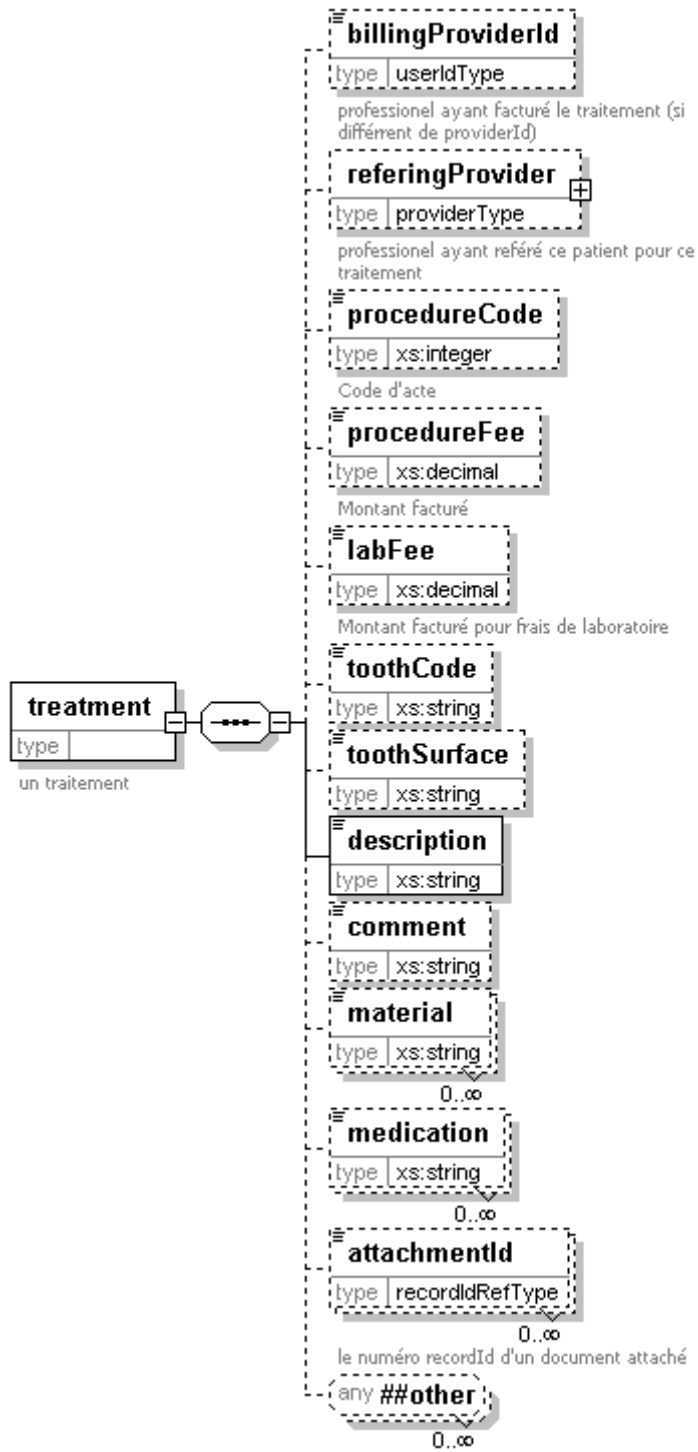 billingProviderId
type userIdType
professionel ayant facturé le traitement (si
différrent de providerId)
referingProvider
type providerType
professionel ayant reféré ce patient pour ce
traitement
procedureCode
type xs:integer
Code d'acte
procedureFee
type xs:decimal
Montant facturé
labFee
type xs:decimal
Montant facturé pour frais de laboratoire
treatment
type
un traitement
toothCode
type xs:string
toothSurface
type xs:string
description
type xs:string
comment
type xs:string
material
type xs:string
0..∞
medication
type xs:string
0..∞
attachmentId
type recordIdRefType
0..∞
le numéro recordId d'un document attaché
any ##other
0..∞